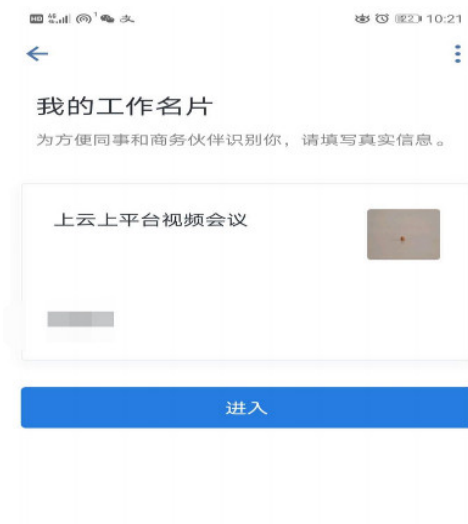 10:21
我的工作名片
为方便同事和商务伙伴识别你，请填写真实信息。
上云上平台视频会议
进入